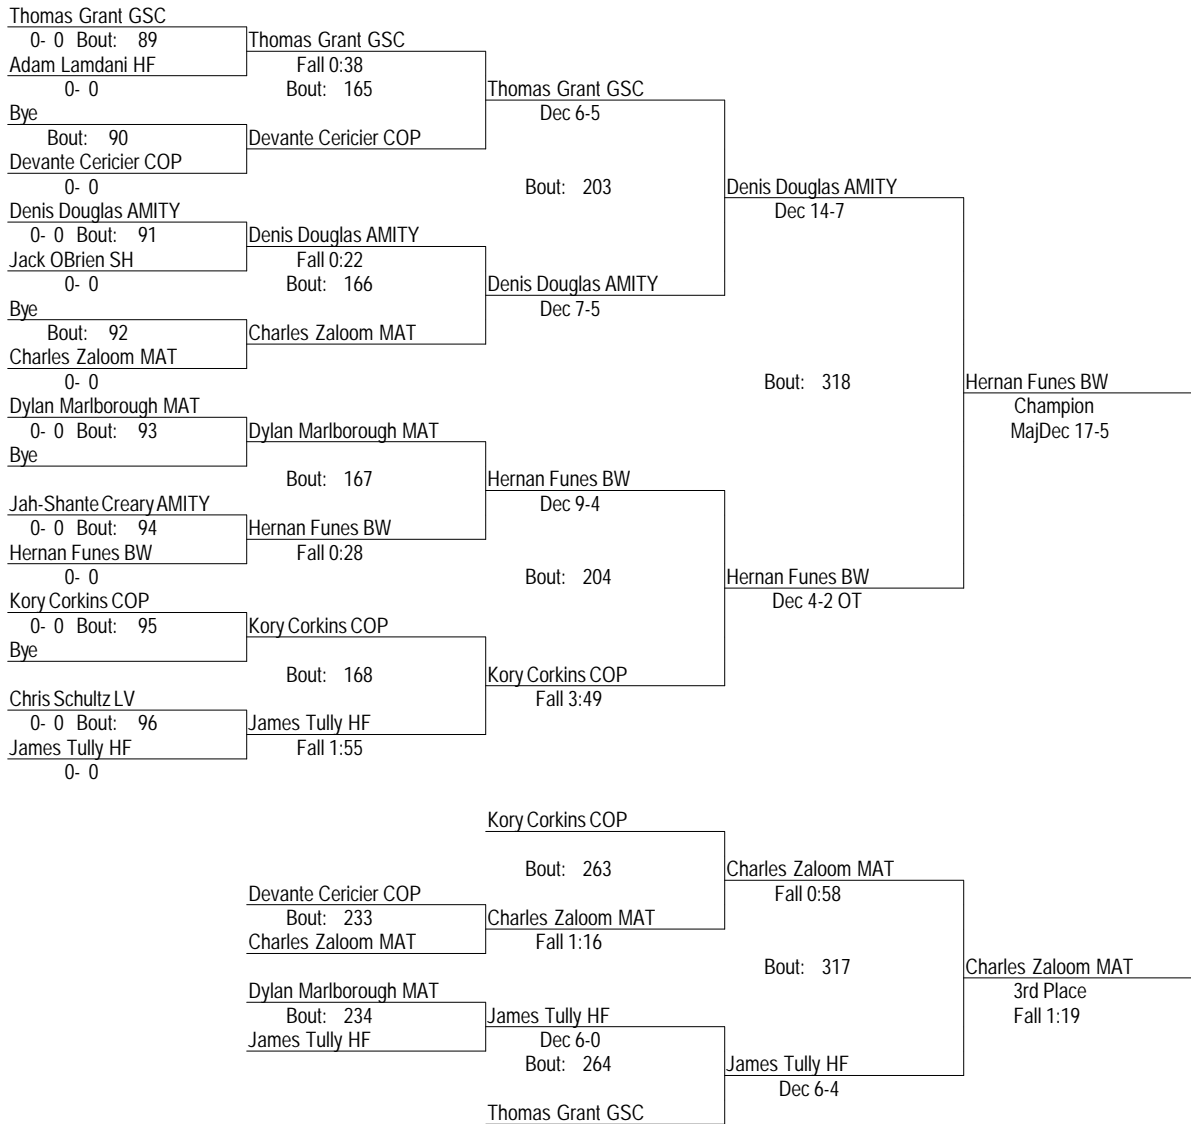 Thomas Grant GSC
0- 0 Bout: 89
Thomas Grant GSC
Adam Lamdani HF
Fall 0:38
0- 0
Bout: 165
Thomas Grant GSC
Bye
Dec 6-5
Bout: 90
Devante Cericier COP
Devante Cericier COP
0- 0
Bout: 203
Denis Douglas AMITY
Denis Douglas AMITY
Dec 14-7
0- 0 Bout: 91
Denis Douglas AMITY
Jack OBrien SH
Fall 0:22
0- 0
Bout: 166
Denis Douglas AMITY
Bye
Dec 7-5
Bout: 92
Charles Zaloom MAT
Charles Zaloom MAT
0- 0
Bout: 318
Hernan Funes BW
Dylan Marlborough MAT
Champion
0- 0 Bout: 93
Dylan Marlborough MAT
MajDec 17-5
Bye
Bout: 167
Hernan Funes BW
Jah-Shante Creary AMITY
Dec 9-4
0- 0 Bout: 94
Hernan Funes BW
Hernan Funes BW
Fall 0:28
0- 0
Bout: 204
Hernan Funes BW
Kory Corkins COP
Dec 4-2 OT
0- 0 Bout: 95
Kory Corkins COP
Bye
Bout: 168
Kory Corkins COP
Chris Schultz LV
Fall 3:49
0- 0 Bout: 96
James Tully HF
James Tully HF
Fall 1:55
0- 0
Kory Corkins COP
Bout: 263
Charles Zaloom MAT
Devante Cericier COP
Fall 0:58
Bout: 233
Charles Zaloom MAT
Charles Zaloom MAT
Fall 1:16
Bout: 317
Charles Zaloom MAT
Dylan Marlborough MAT
3rd Place
Bout: 234
James Tully HF
Fall 1:19
James Tully HF
Dec 6-0
Bout: 264
James Tully HF
Dec 6-4
Thomas Grant GSC